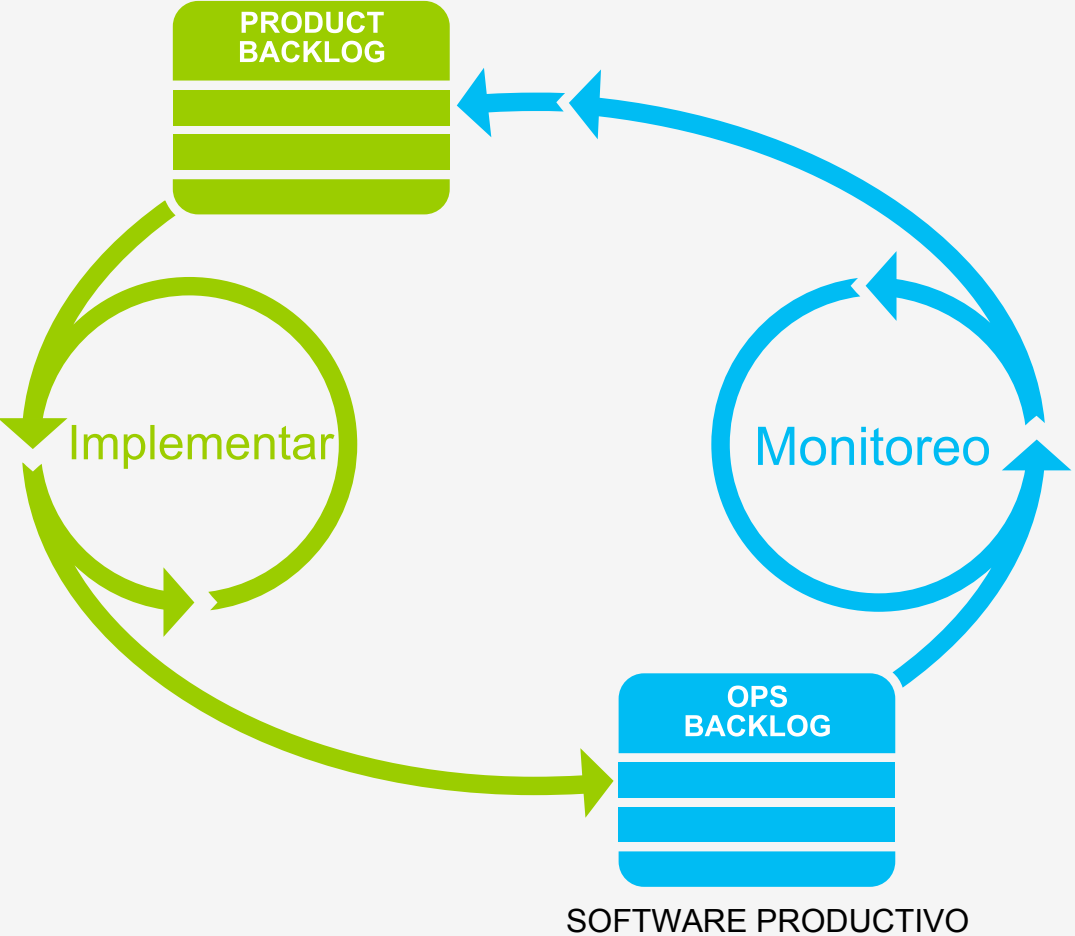 PRODUCT
BACKLOG
Implementar
Monitoreo
OPS
BACKLOG
SOFTWARE PRODUCTIVO